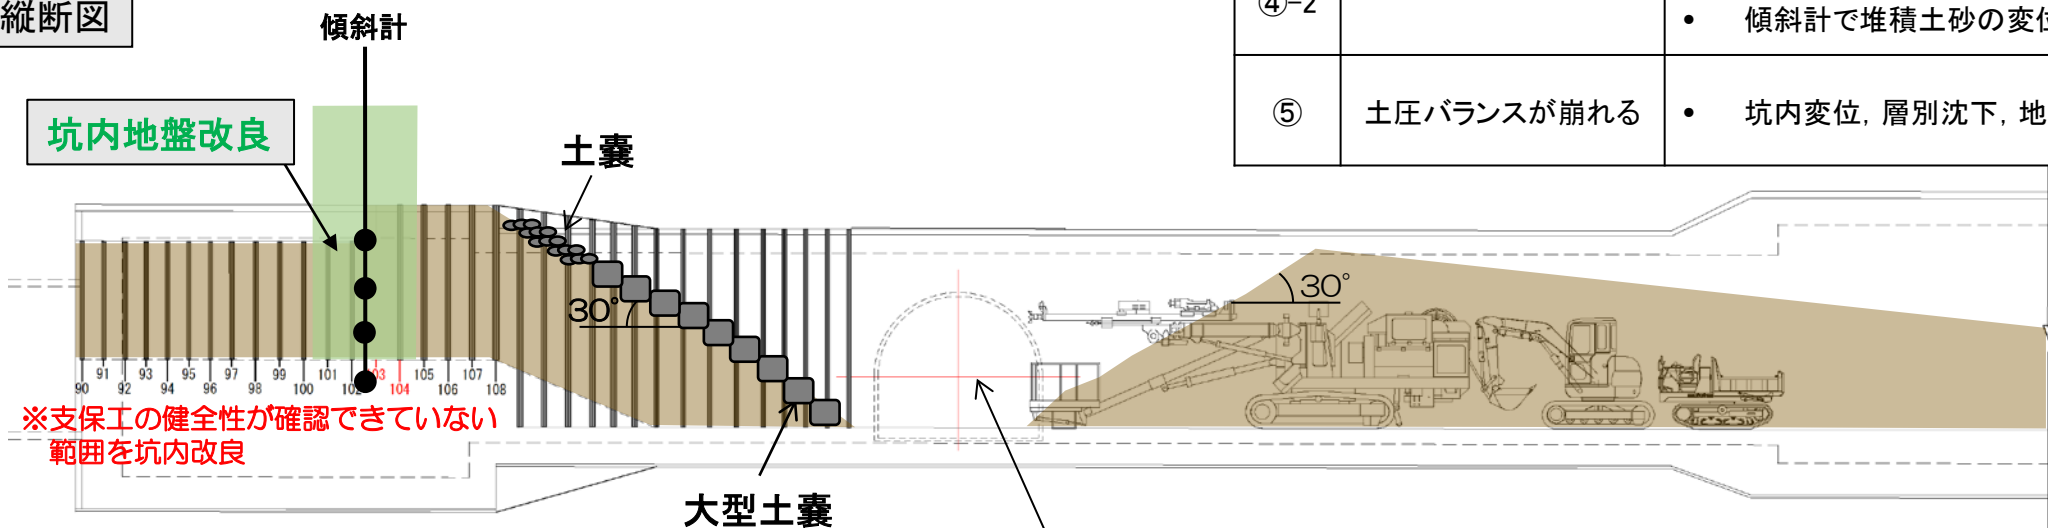 縦断図
傾斜計
④-2
• 傾斜計で堆積土砂の変位
⑤ 土圧バランスが崩れる • 坑内変位, 層別沈下, 地
坑内地盤改良
土嚢
30°
30°
90 91 92 93 94 95 96 97 98 99 100 101 102 103 104 105 106 107 108
※支保工の健全性が確認できていない
範囲を坑内改良
大型土嚢